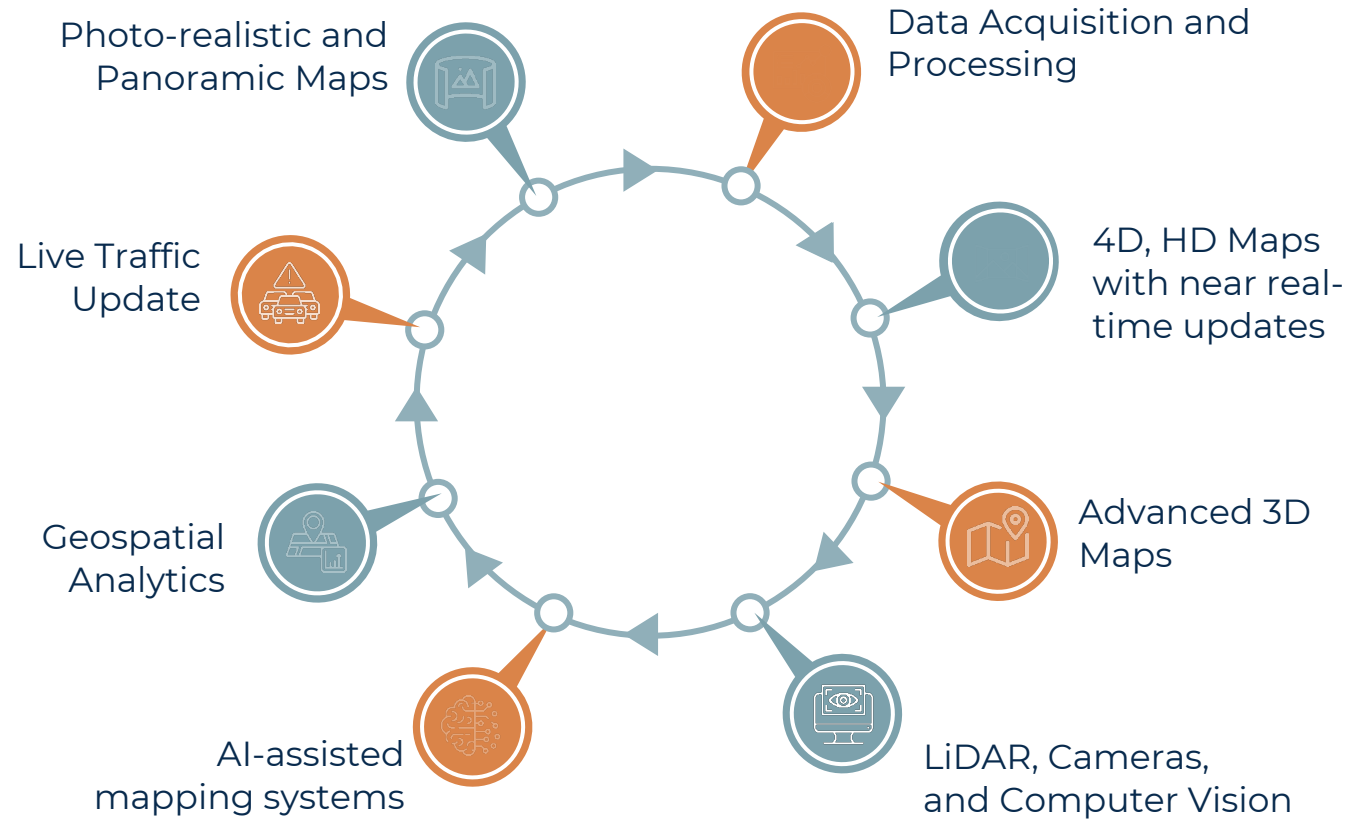 Photo-realistic and
Panoramic Maps
Data Acquisition and
Processing
4D, HD Maps
with near real-
time updates
Advanced 3D
Maps
LiDAR, Cameras,
and Computer Vision
AI-assisted
mapping systems
Geospatial
Analytics
Live Traffic
Update